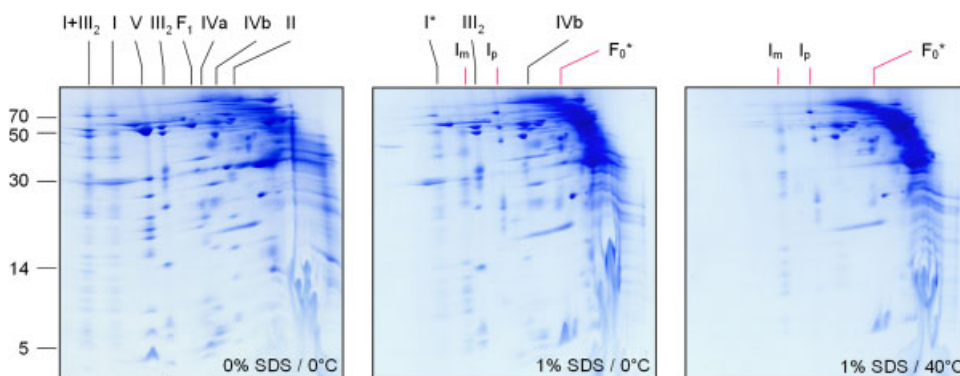 I+III₂ I V III₂ F₁ IVa IVb II
I* III₂ IVb
Iₘ Iₚ F₀*
Iₘ Iₚ F₀*
70
50
30
14
5
0% SDS / 0°C
1% SDS / 0°C
1% SDS / 40°C